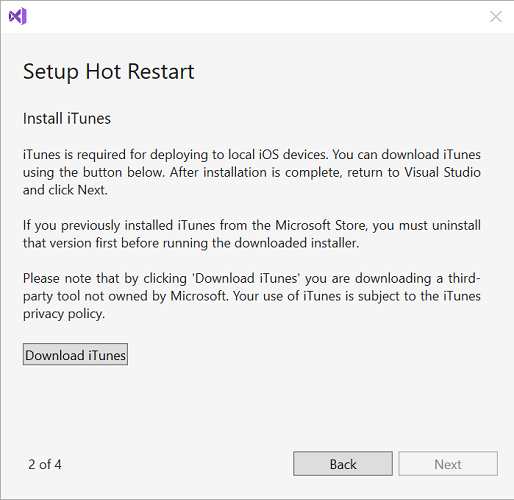 Setup Hot Restart
Install iTunes
iTunes is required for deploying to local iOS devices. You can download iTunes
using the button below. After installation is complete, return to Visual Studio
and click Next.
If you previously installed iTunes from the Microsoft Store, you must uninstall
that version first before running the downloaded installer.
Please note that by clicking 'Download iTunes' you are downloading a third-
party tool not owned by Microsoft. Your use of iTunes is subject to the iTunes
privacy policy.
Download iTunes
2 of 4
Back
Next